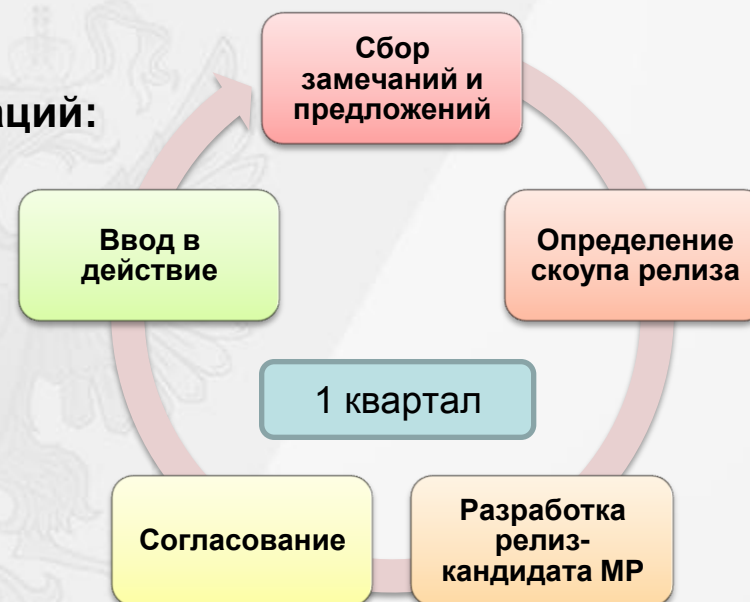 аций:
Сбор
замечаний и
предложений
Определение
скоупа релиза
Разработка
релиз-
кандидата МР
Согласование
Ввод в
действие
1 квартал